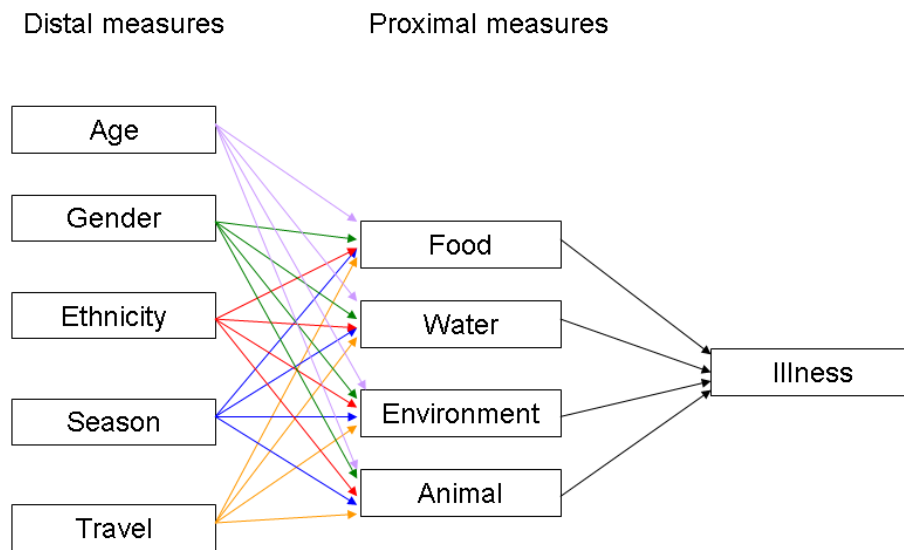 Distal measures
Proximal measures
Age
Gender
Ethnicity
Season
Travel
Food
Water
Environment
Animal
Illness